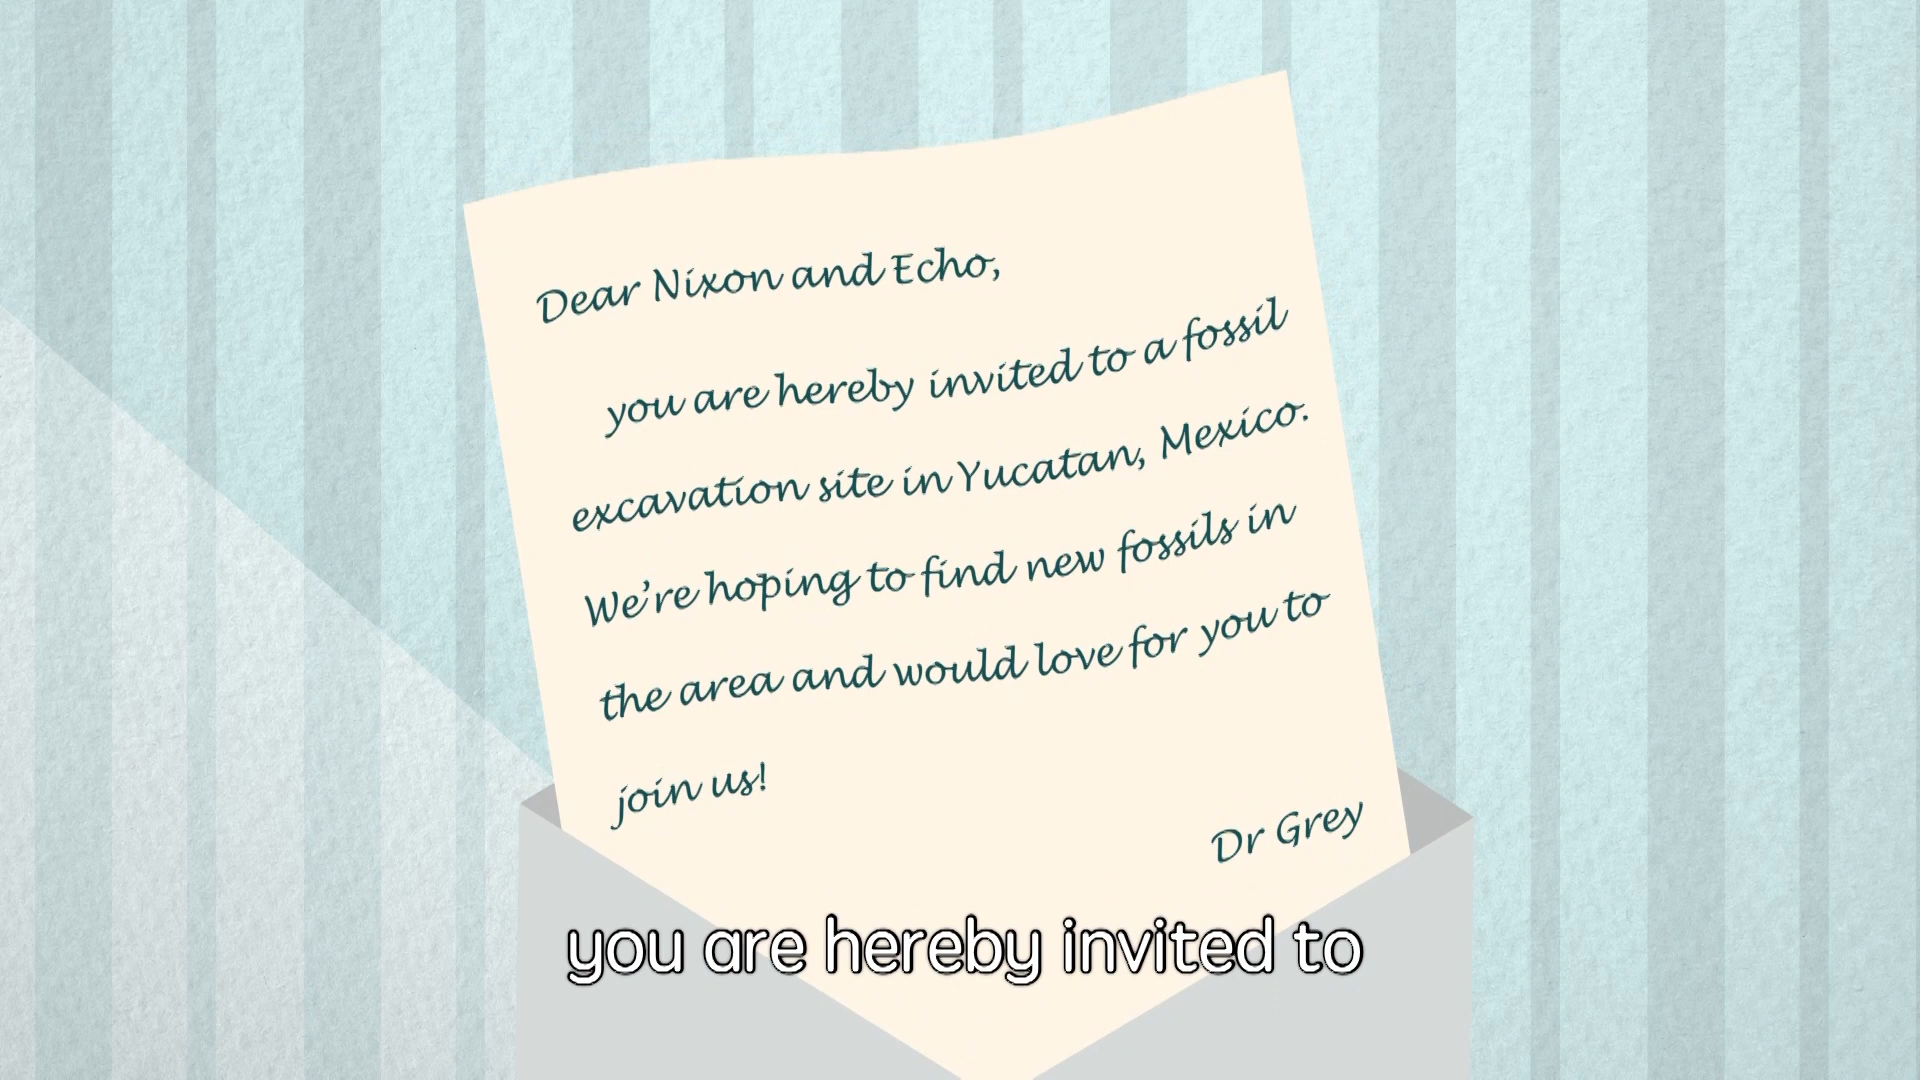 Dear Nixon and Echo,
you are hereby invited to a fossil
excavation site in Yucatan, Mexico.
We're hoping to find new fossils in
the area and would love for you to
join us!
Dr Grey
you are hereby invited to